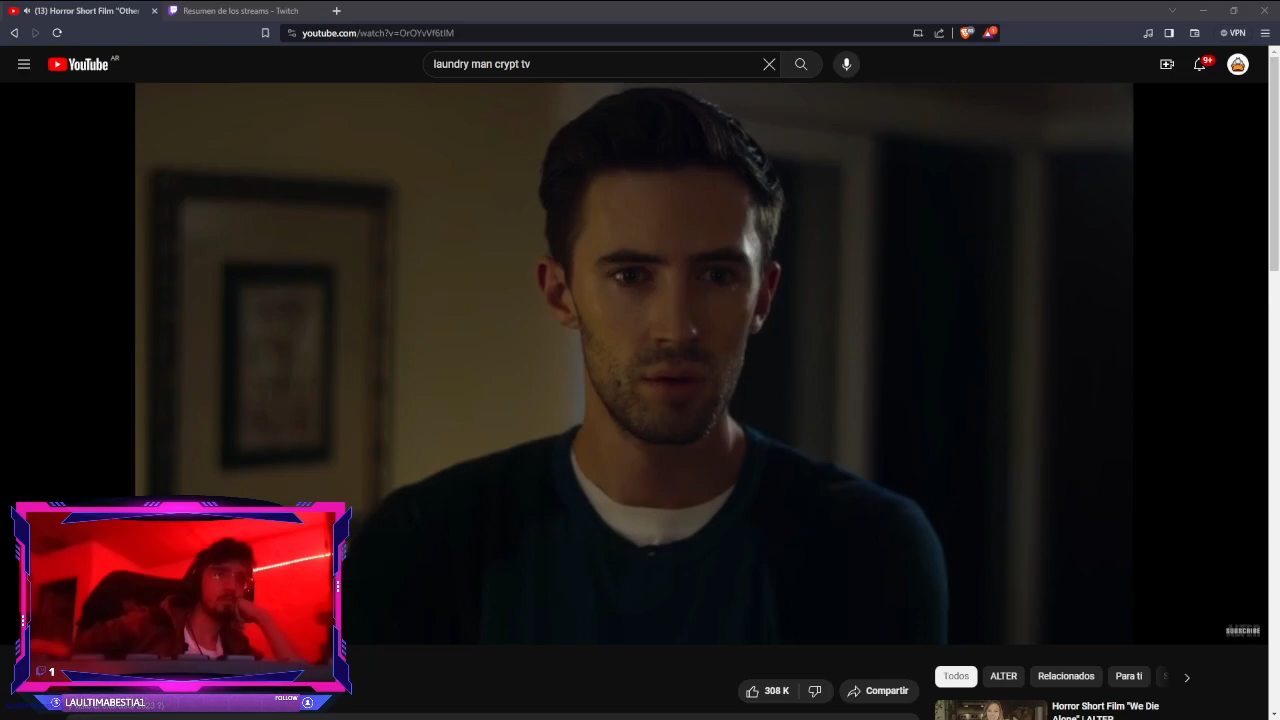 (13) Horror Short Film "Other
Resumen de los streams - Twitch
youtube.com/watch?v=OrOYvVf6tIM
VPN
YouTube AR
laundry man crypt tv
9+
SUBSCRIBE
1
LAULTIMABESTIA1
FOLLOW
308 K
Compartir
Todos
ALTER
Relacionados
Para ti
Horror Short Film "We Die
Alone" | ALTER